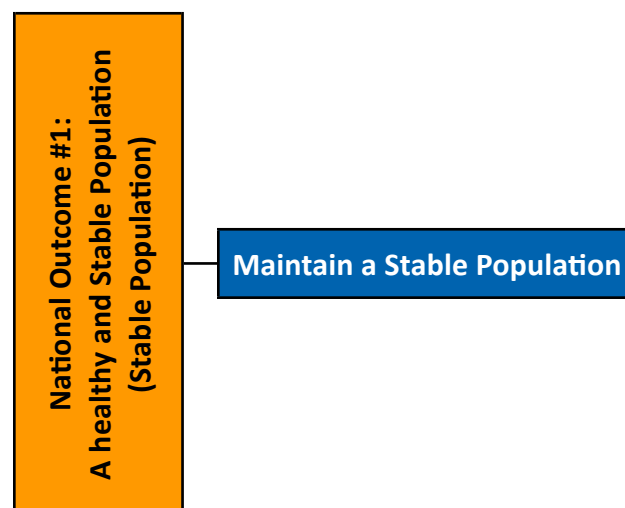 National Outcome #1:
A healthy and Stable Population
(Stable Population)
Maintain a Stable Population